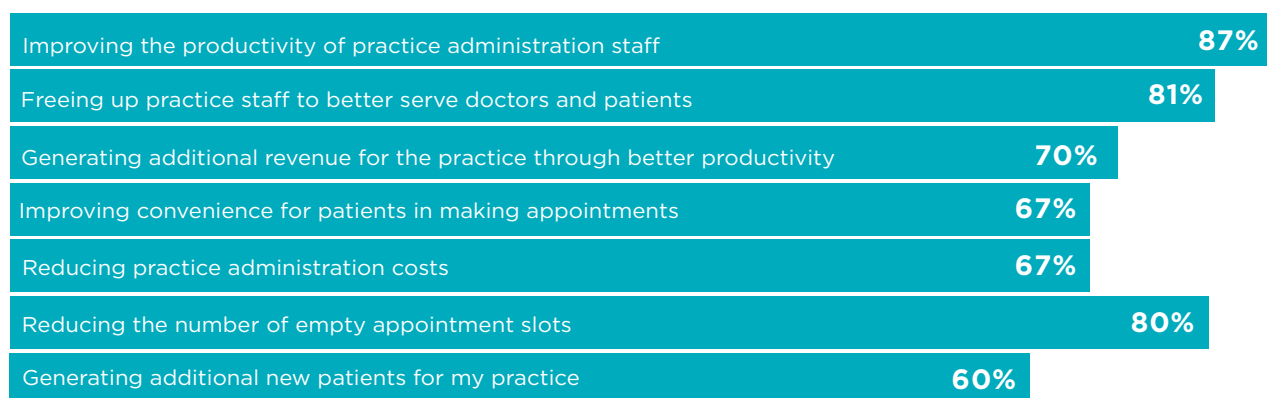 Improving the productivity of practice administration staff 87%
Freeing up practice staff to better serve doctors and patients 81%
Generating additional revenue for the practice through better productivity 70%
Improving convenience for patients in making appointments 67%
Reducing practice administration costs 67%
Reducing the number of empty appointment slots 80%
Generating additional new patients for my practice 60%